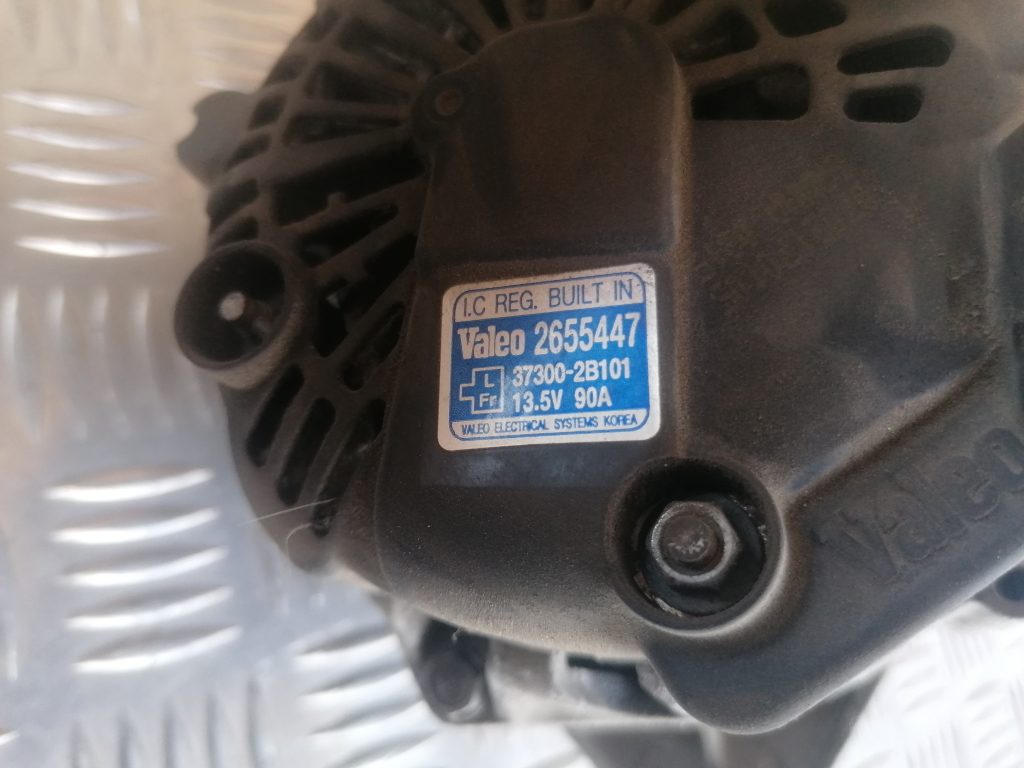 I.C REG. BUILT IN
Valeo 2655447
L
Fr
37300-2B101
13.5V 90A
VALEO ELECTRICAL SYSTEMS KOREA
Valeo